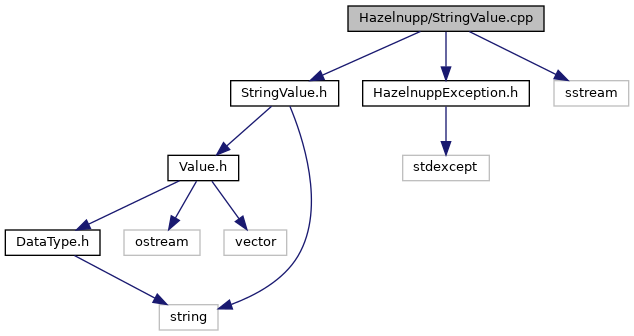 Hazelnupp/StringValue.cpp
StringValue.h
HazelnuppException.h
sstream
Value.h
stdexcept
DataType.h
ostream
vector
string